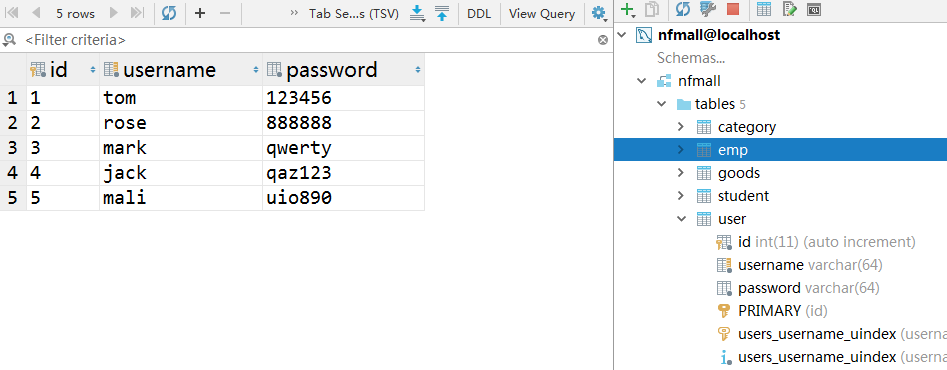 5 rows
Tab Se...s (TSV)
DDL
View Query
<Filter criteria>
id username password
1 1 tom 123456
2 2 rose 888888
3 3 mark qwerty
4 4 jack qaz123
5 5 mali uio890
nfmall@localhost
Schemas...
nfmall
tables 5
category
emp
goods
student
user
id int(11) (auto increment)
username varchar(64)
password varchar(64)
PRIMARY (id)
users_username_uindex (userna
users_username_uindex (userna